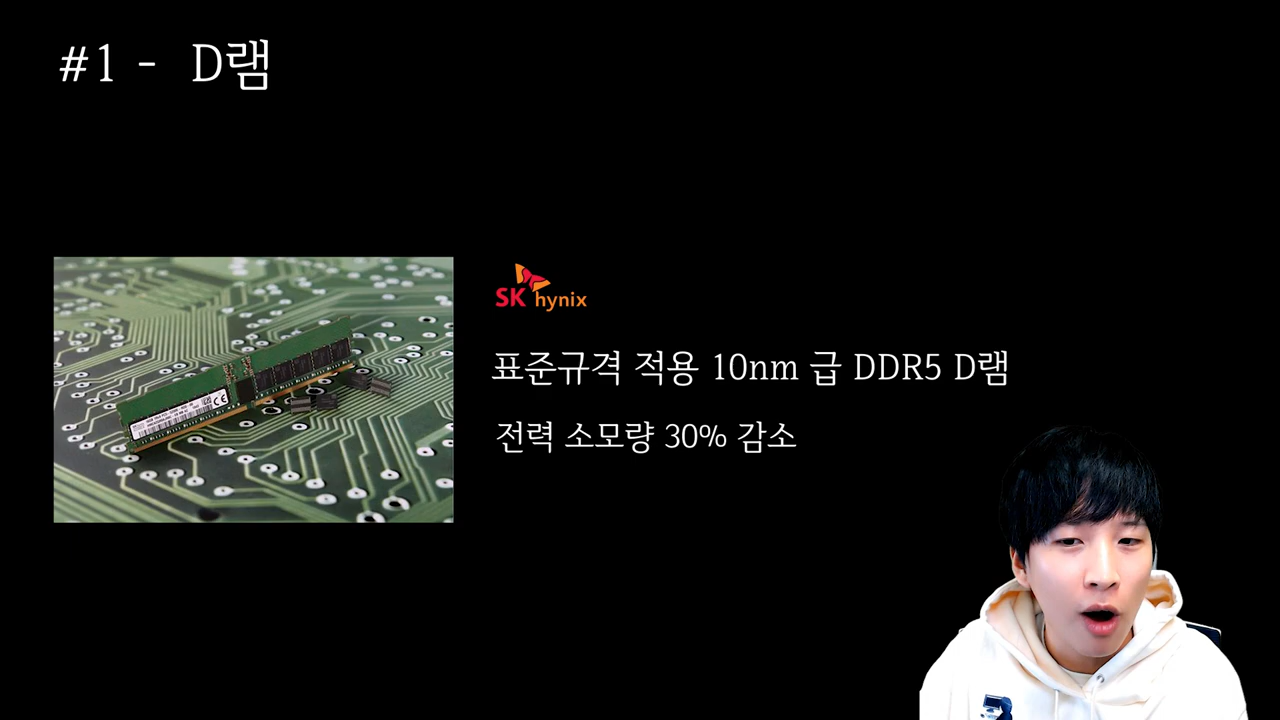 #1 - D램
SK hynix
표준규격 적용 10nm 급 DDR5 D램
전력 소모량 30% 감소